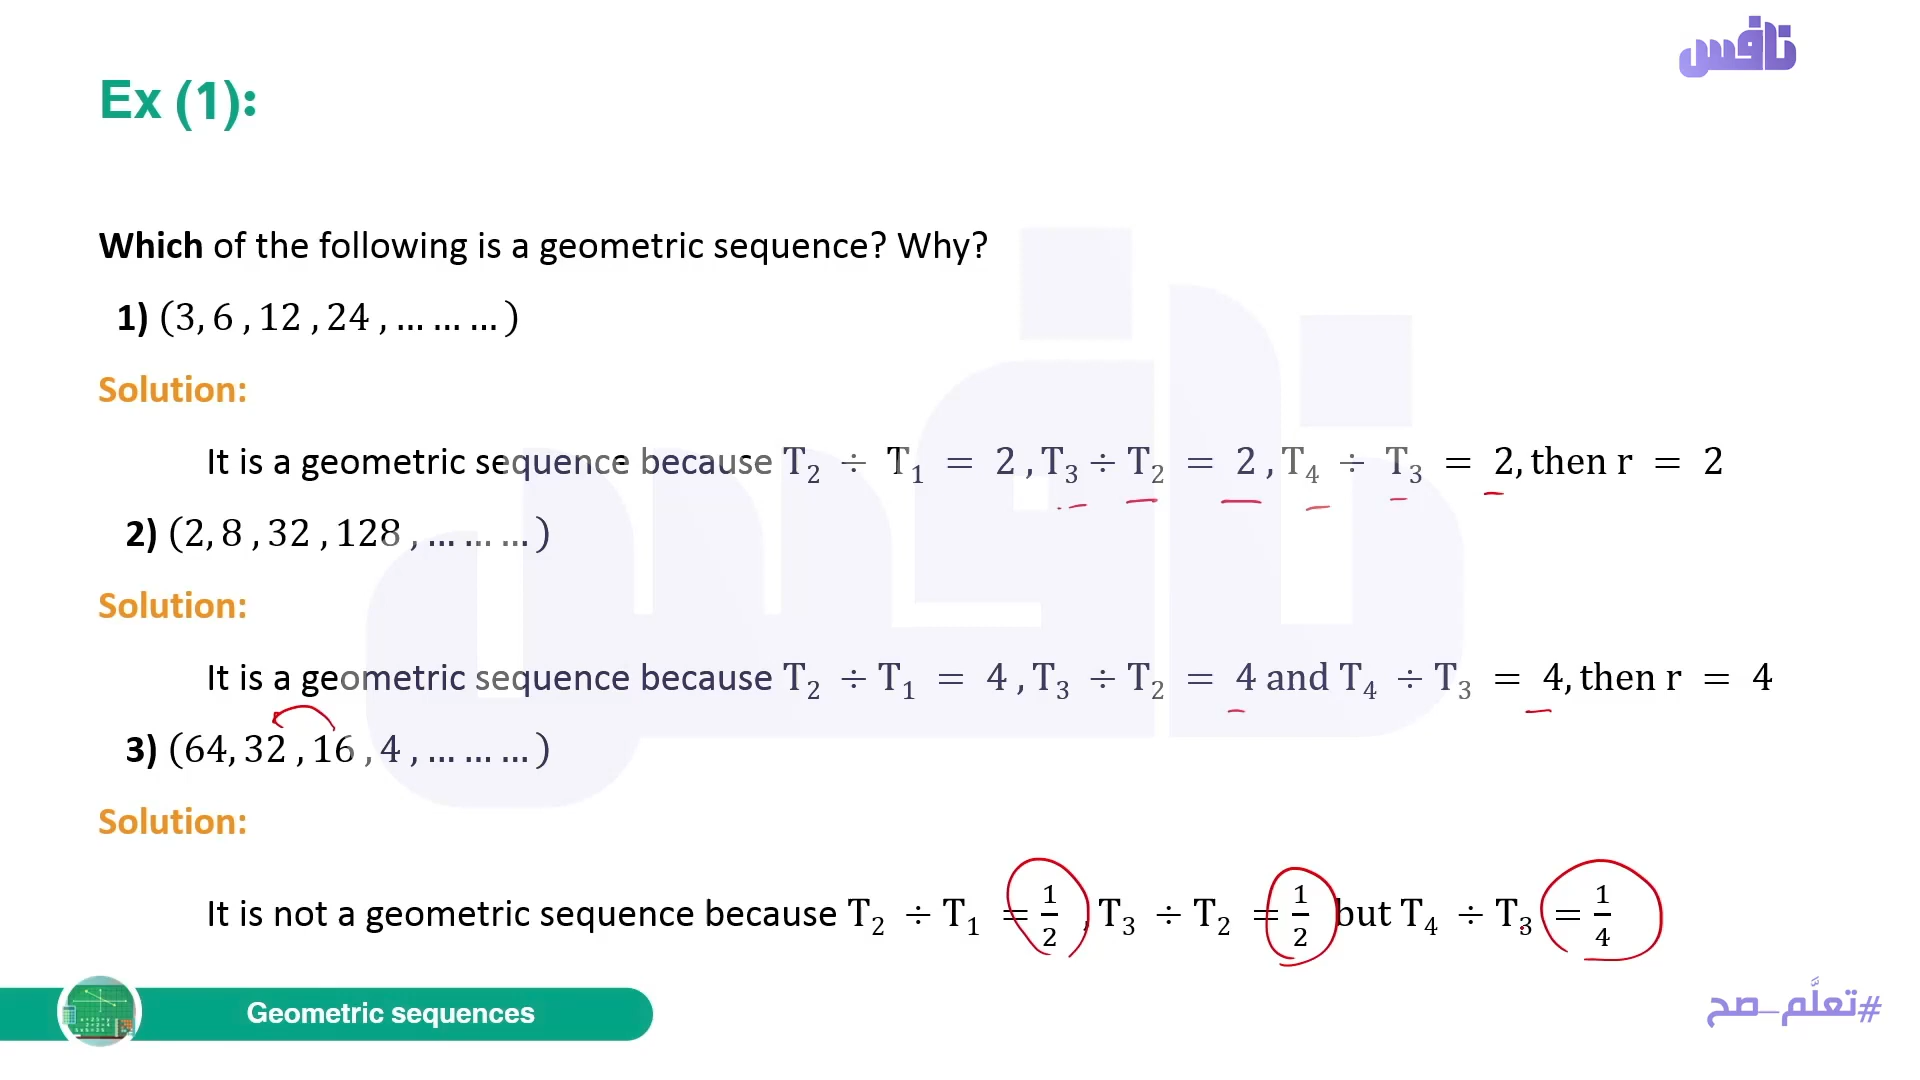 نافس
Ex (1):
Which of the following is a geometric sequence? Why?
1) (3, 6 , 12 , 24 , … … … )
Solution:
It is a geometric sequence because T₂ ÷ T₁ = 2 , T₃ ÷ T₂ = 2 , T₄ ÷ T₃ = 2, then r = 2
2) (2, 8 , 32 , 128 , … … … )
Solution:
It is a geometric sequence because T₂ ÷ T₁ = 4 , T₃ ÷ T₂ = 4 and T₄ ÷ T₃ = 4, then r = 4
3) (64, 32 , 16 , 4 , … … … )
Solution:
It is not a geometric sequence because T₂ ÷ T₁ = 1/2 , T₃ ÷ T₂ = 1/2 but T₄ ÷ T₃ = 1/4
Geometric sequences
#تعلَّم_صح